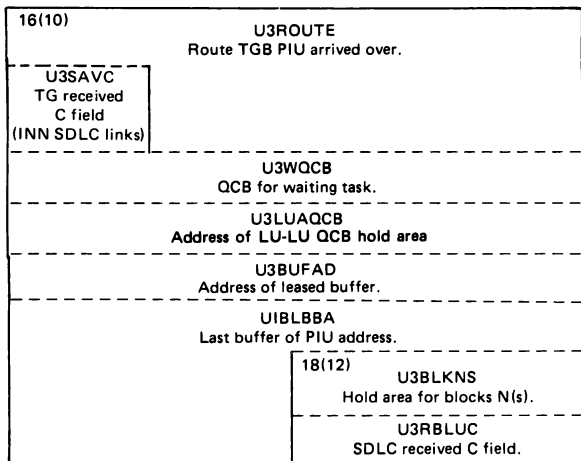 16(10)
U3ROUTE
Route TGB PIU arrived over.
U3SAVC
TG received
C field
(INN SDLC links)
U3WQCB
QCB for waiting task.
U3LUAQCB
Address of LU-LU QCB hold area
U3BUFAD
Address of leased buffer.
UIBLBBA
Last buffer of PIU address.
18(12)
U3BLKNS
Hold area for blocks N(s).
U3RBLUC
SDLC received C field.